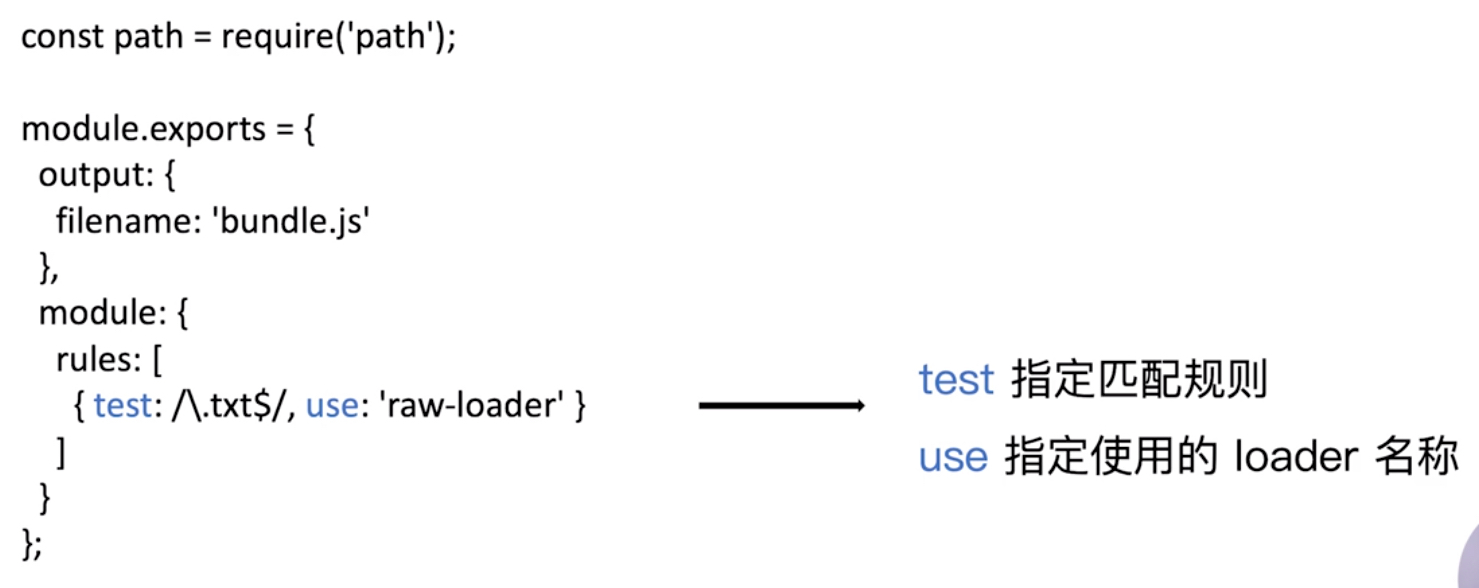 const path = require('path');
module.exports = {
output: {
filename: 'bundle.js'
},
module: {
rules: [
{ test: /\.txt$/, use: 'raw-loader' }
]
}
};
test 指定匹配规则
use 指定使用的 loader 名称